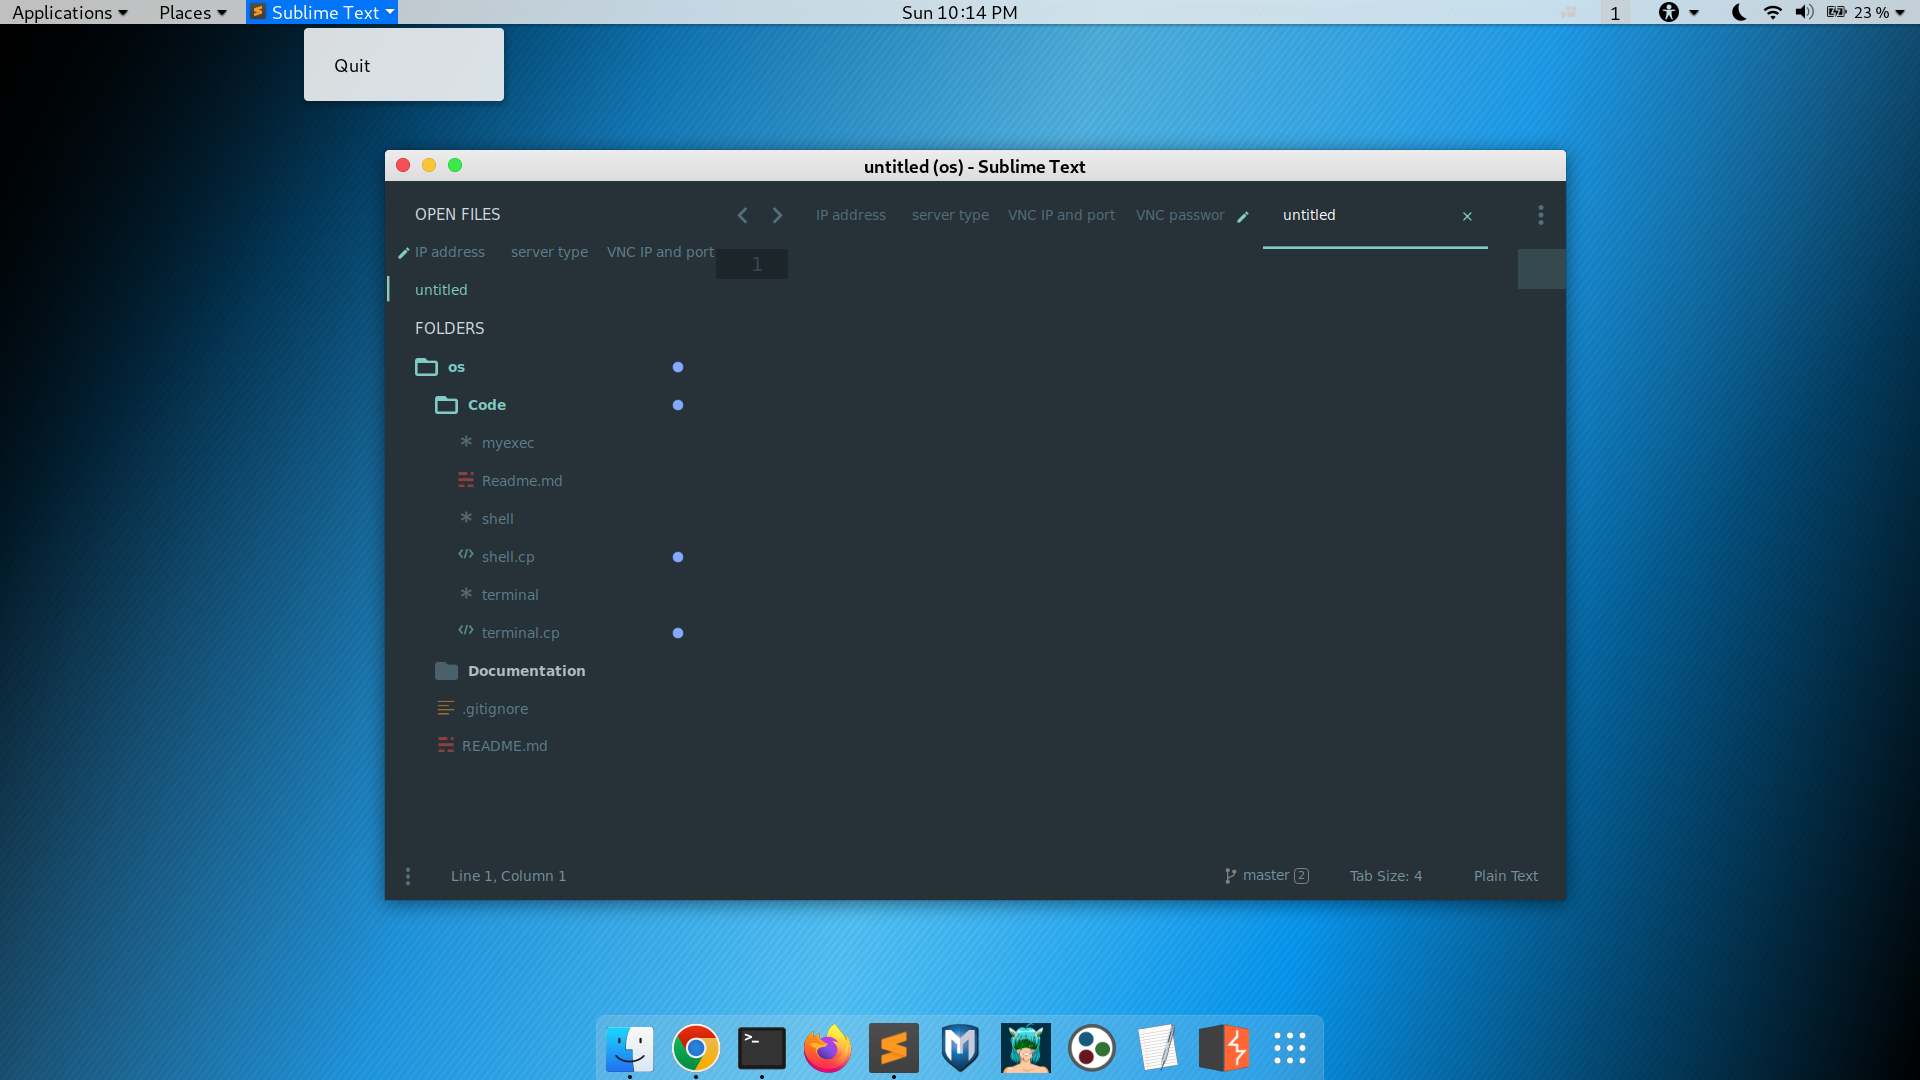 Applications Places Sublime Text Sun 10:14 PM 1 23 %
Quit
untitled (os) - Sublime Text
OPEN FILES
IP address server type VNC IP and port VNC passwor untitled
IP address server type VNC IP and port
1
untitled
FOLDERS
os
Code
myexec
Readme.md
shell
shell.cp
terminal
terminal.cp
Documentation
.gitignore
README.md
Line 1, Column 1 master 2 Tab Size: 4 Plain Text